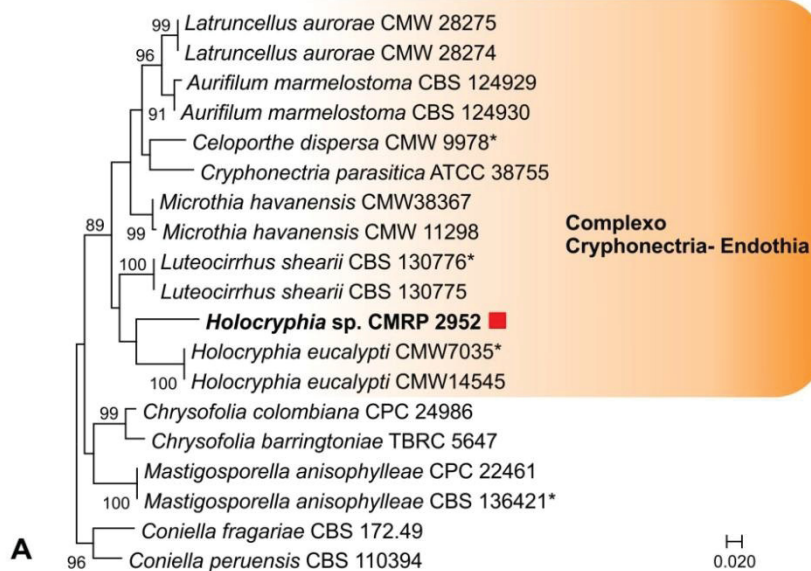 99
Latruncellus aurorae CMW 28275
Latruncellus aurorae CMW 28274
96
Aurifilum marmelostoma CBS 124929
91
Aurifilum marmelostoma CBS 124930
Celoporthe dispersa CMW 9978*
Cryphonectria parasitica ATCC 38755
Microthia havanensis CMW38367
89
99
Microthia havanensis CMW 11298
Complexo
Cryphonectria- Endothia
100
Luteocirrhus shearii CBS 130776*
Luteocirrhus shearii CBS 130775
Holocryphia sp. CMRP 2952
Holocryphia eucalypti CMW7035*
100
Holocryphia eucalypti CMW14545
99
Chrysofolia colombiana CPC 24986
Chrysofolia barringtoniae TBRC 5647
Mastigosporella anisophylleae CPC 22461
100
Mastigosporella anisophylleae CBS 136421*
Coniella fragariae CBS 172.49
A
96
Coniella peruensis CBS 110394
0.020